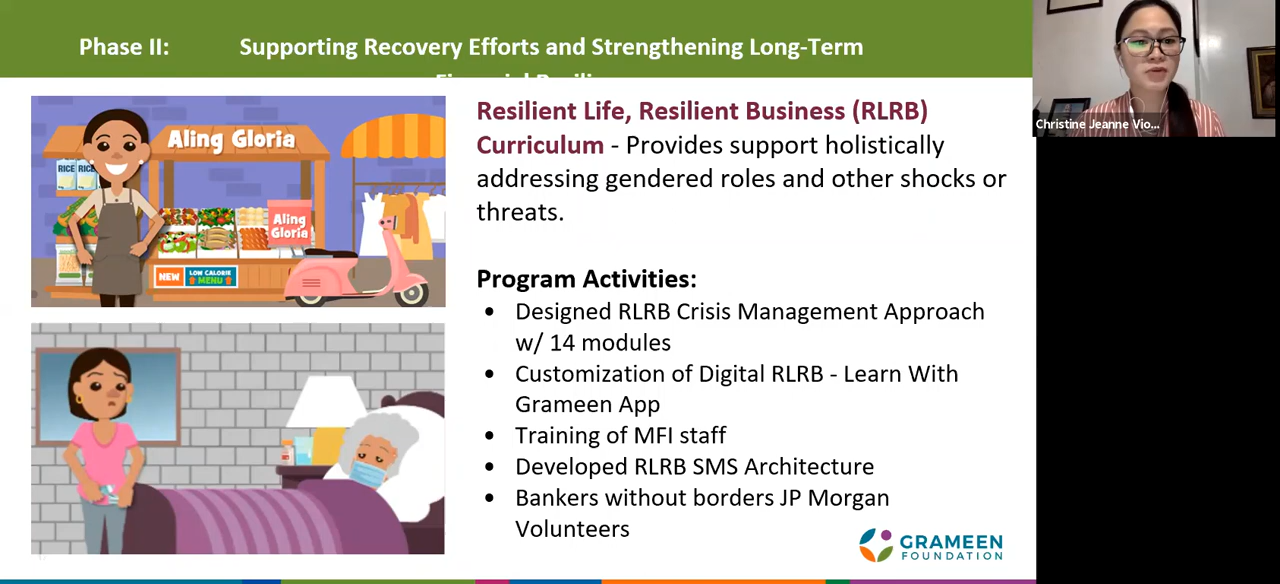 Phase II: Supporting Recovery Efforts and Strengthening Long-Term
Christine Jeanne Vio...
Aling Gloria
RICE RICE
Aling
Gloria
NEW LOW CALORIE
MENU
Resilient Life, Resilient Business (RLRB)
Curriculum - Provides support holistically
addressing gendered roles and other shocks or
threats.
Program Activities:
• Designed RLRB Crisis Management Approach
w/ 14 modules
• Customization of Digital RLRB - Learn With
Grameen App
• Training of MFI staff
• Developed RLRB SMS Architecture
• Bankers without borders JP Morgan
Volunteers
GRAMEEN
FOUNDATION